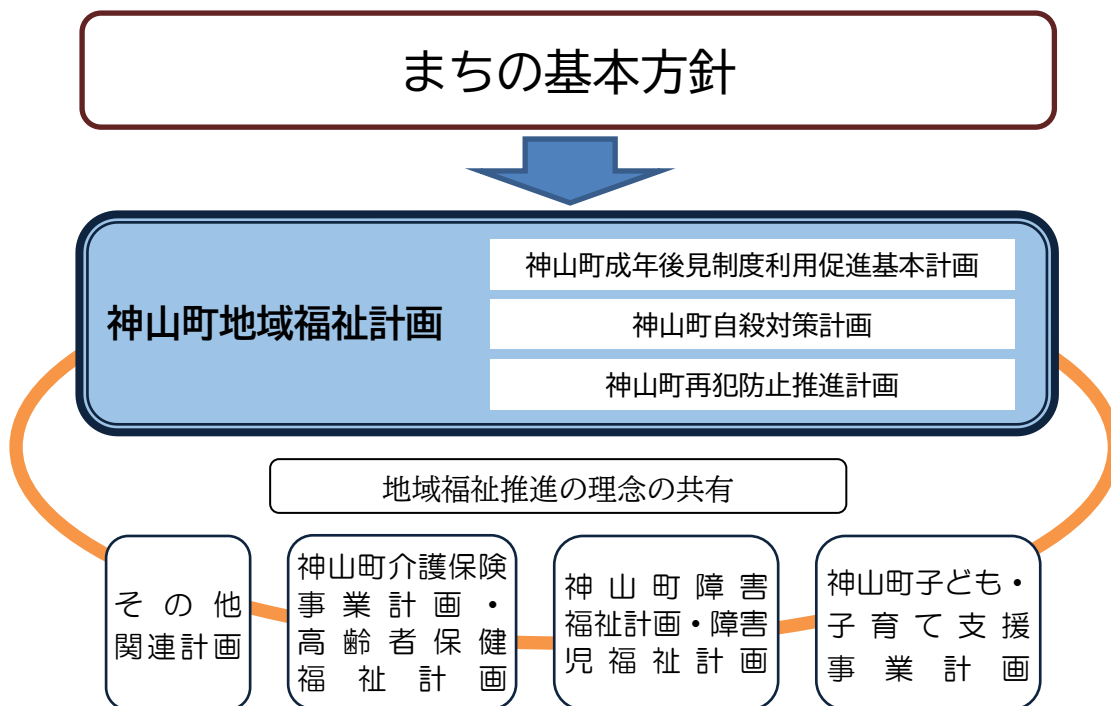 まちの基本方針
神山町地域福祉計画
神山町成年後見制度利用促進基本計画
神山町自殺対策計画
神山町再犯防止推進計画
地域福祉推進の理念の共有
その他
関連計画
神山町介護保険
事業計画・
高齢者保健
福祉計画
神山町障害
福祉計画・障害
児福祉計画
神山町子ども・
子育て支援
事業計画